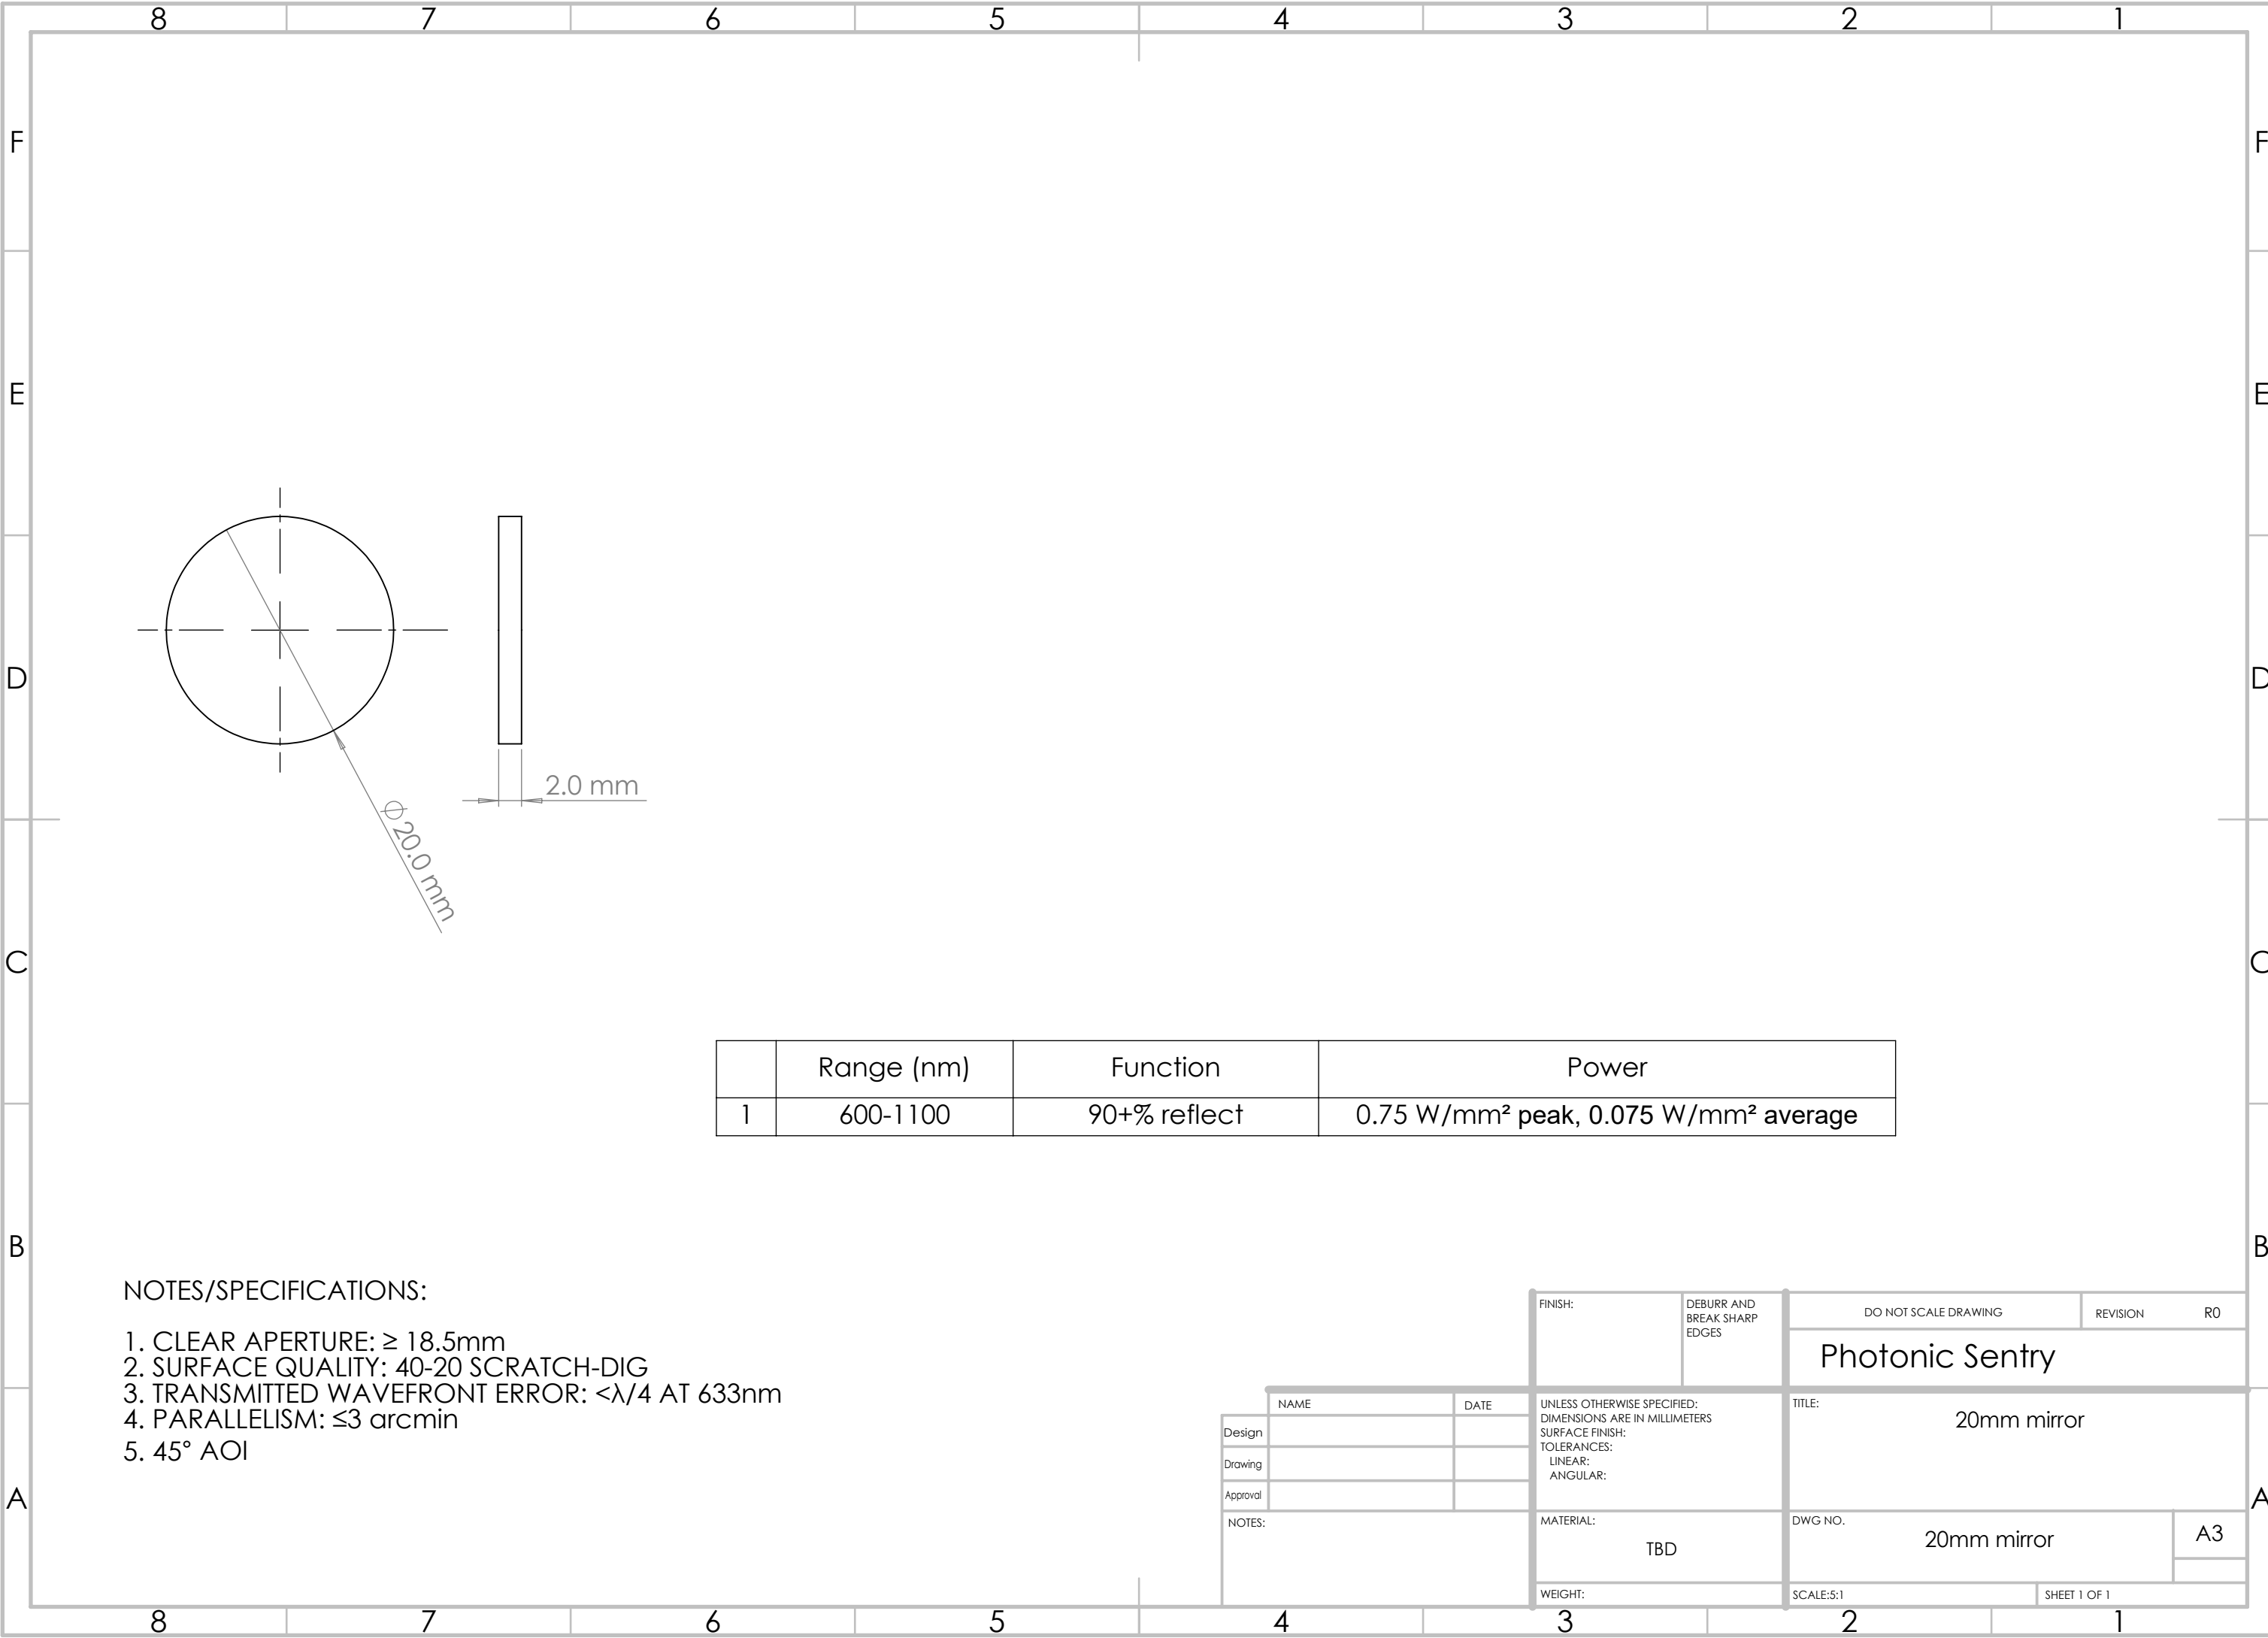 8 7 6 5 4 3 2 1
F F
E E
D D
2.0 mm
∅20.0 mm
C C
Range (nm) Function Power
1 600-1100 90+% reflect 0.75 W/mm² peak, 0.075 W/mm² average
B B
NOTES/SPECIFICATIONS:
1. CLEAR APERTURE: ≥ 18.5mm
2. SURFACE QUALITY: 40-20 SCRATCH-DIG
3. TRANSMITTED WAVEFRONT ERROR: <λ/4 AT 633nm
4. PARALLELISM: ≤3 arcmin
5. 45° AOI
FINISH:
DEBURR AND
BREAK SHARP
EDGES
DO NOT SCALE DRAWING
REVISION R0
Photonic Sentry
NAME DATE
Design
Drawing
Approval
NOTES:
UNLESS OTHERWISE SPECIFIED:
DIMENSIONS ARE IN MILLIMETERS
SURFACE FINISH:
TOLERANCES:
LINEAR:
ANGULAR:
TITLE:
20mm mirror
A A
MATERIAL:
TBD
DWG NO.
20mm mirror
A3
WEIGHT:
SCALE:5:1
SHEET 1 OF 1
8 7 6 5 4 3 2 1